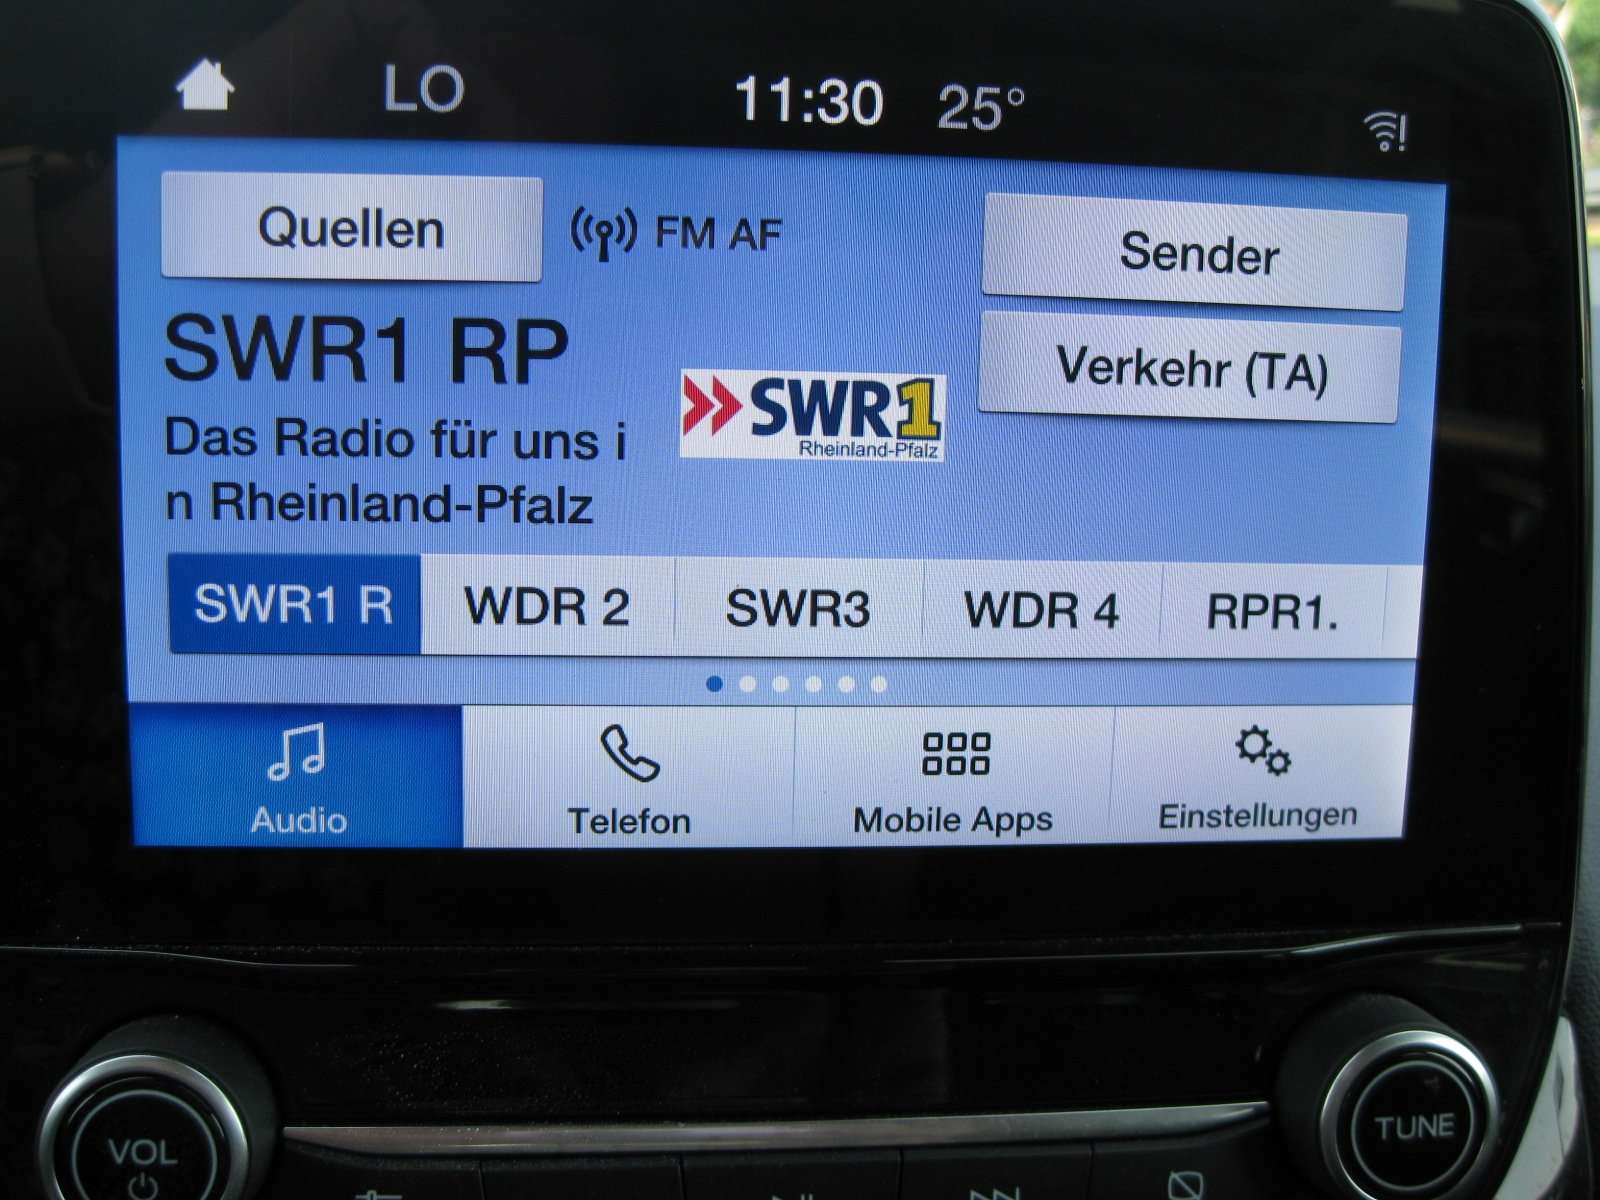 LO 11:30 25°
Quellen FM AF Sender
Verkehr (TA)
SWR1 RP
SWR1
Rheinland-Pfalz
Das Radio für uns i
n Rheinland-Pfalz
SWR1 R WDR 2 SWR3 WDR 4 RPR1.
Audio Telefon Mobile Apps Einstellungen
VOL TUNE